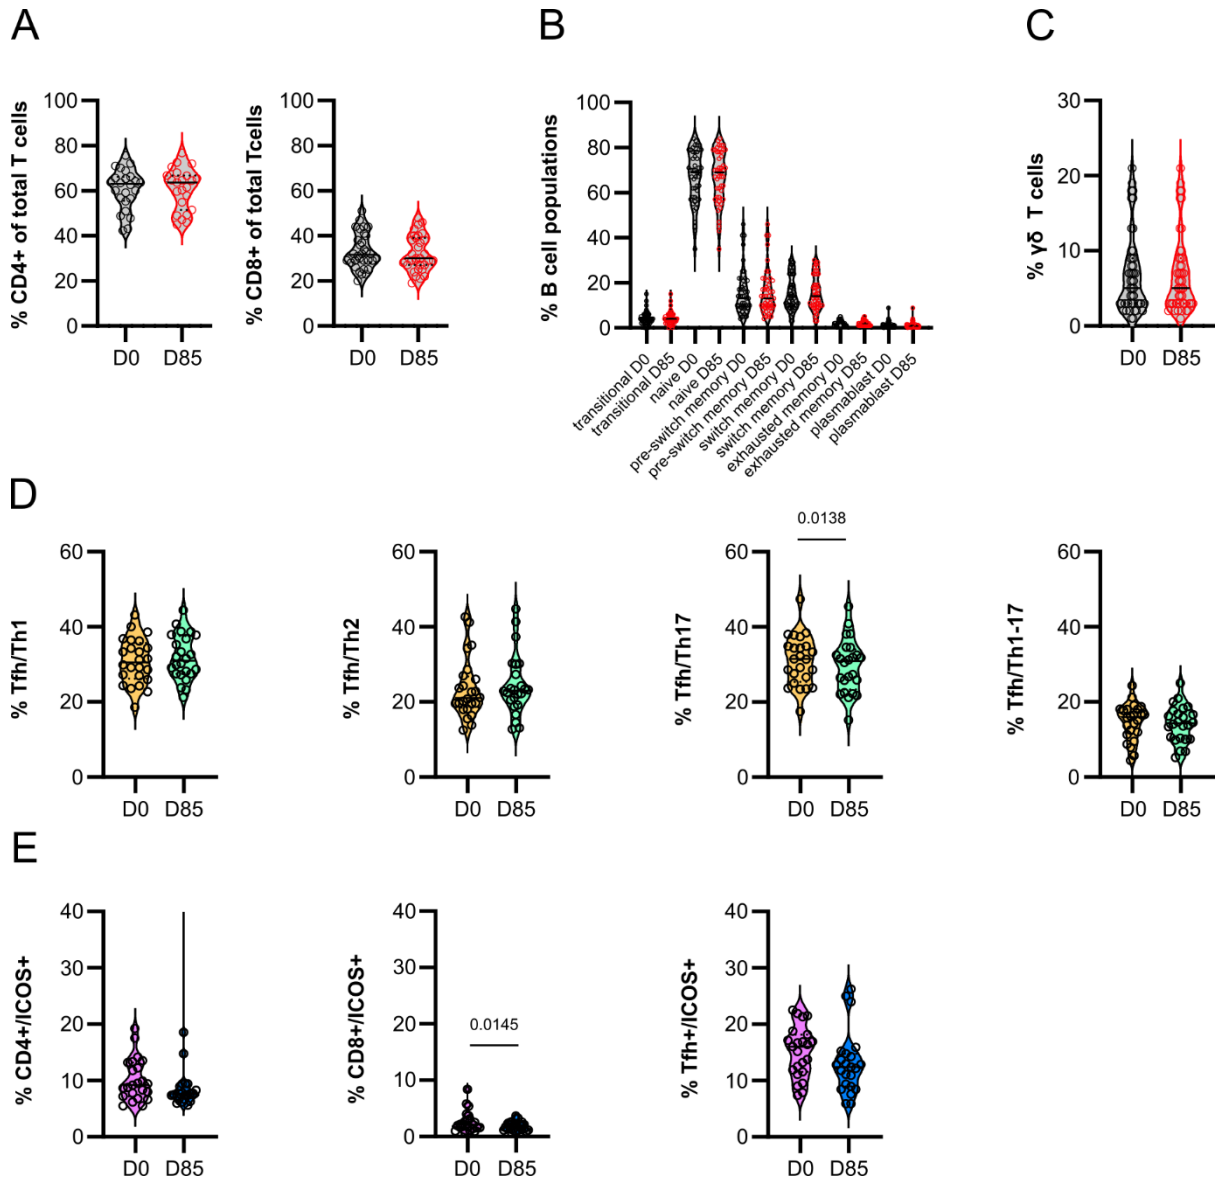 A
B
C
% CD4+ of total T cells
100
80
60
40
20
0
D0
D85
% CD8+ of total Tcells
100
80
60
40
20
0
D0
D85
% B cell populations
100
80
60
40
20
0
transitional D0
transitional D85
naive D0
naive D85
pre-switch memory D0
pre-switch memory D85
switch memory D0
switch memory D85
exhausted memory D0
exhausted memory D85
plasmablast D0
plasmablast D85
% γδ T cells
30
20
10
0
D0
D85
D
% Tfh/Th1
60
40
20
0
D0
D85
% Tfh/Th2
60
40
20
0
D0
D85
% Tfh/Th17
60
40
20
0
0.0138
D0
D85
% Tfh/Th1-17
60
40
20
0
D0
D85
E
% CD4+/ICOS+
40
30
20
10
0
D0
D85
% CD8+/ICOS+
40
30
20
10
0
0.0145
D0
D85
% Tfh+/ICOS+
40
30
20
10
0
D0
D85